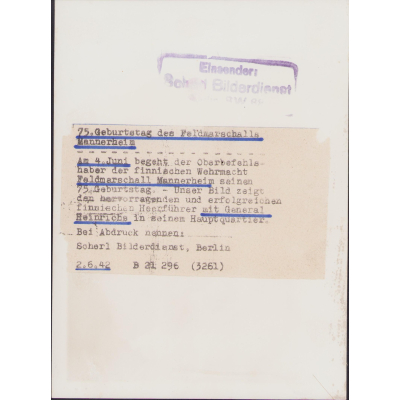 Einsender:
Scherl Bilderdienst
75.Geburtstag des Feldmarschalls
Mannerheim
Am 4.Juni begeht der Oberbefehls-
haber der finnischen Wehrmacht
Feldmarschall Mannerheim seinen
75.Geburtstag. - Unser Bild zeigt
den hervorragenden und erfolgreichen
finnischen Heerführer mit General
Heinrichs in seinem Hauptquartier.
Bei Abdruck nennen:
Scherl Bilderdienst, Berlin
2.6.42 B 21 296 (3261)